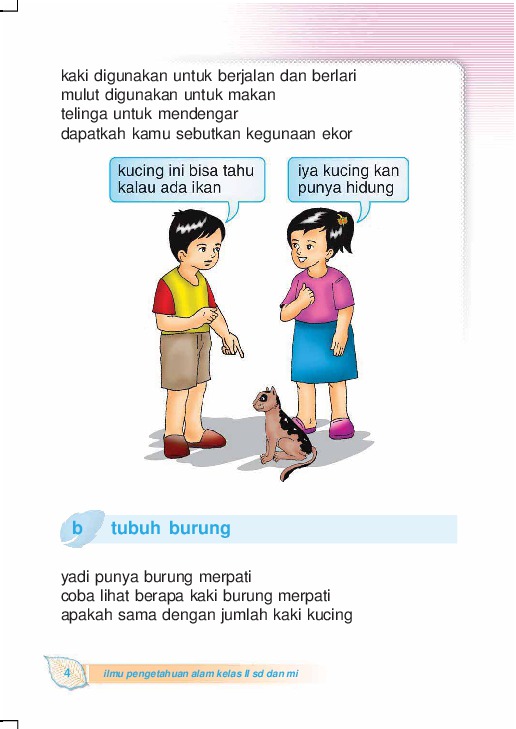 kaki digunakan untuk berjalan dan berlari
mulut digunakan untuk makan
telinga untuk mendengar
dapatkah kamu sebutkan kegunaan ekor
kucing ini bisa tahu
kalau ada ikan
iya kucing kan
punya hidung
b tubuh burung
yadi punya burung merpati
coba lihat berapa kaki burung merpati
apakah sama dengan jumlah kaki kucing
4 ilmu pengetahuan alam kelas II sd dan mi